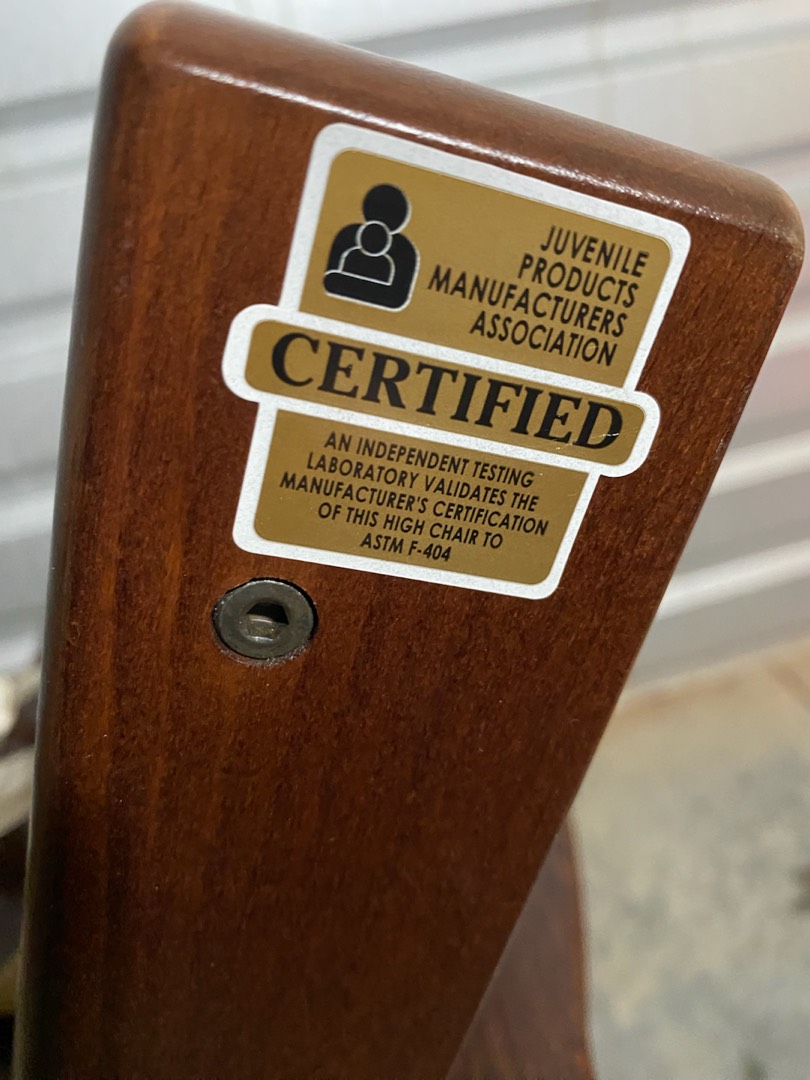 JUVENILE
PRODUCTS
MANUFACTURERS
ASSOCIATION
CERTIFIED
AN INDEPENDENT TESTING
LABORATORY VALIDATES THE
MANUFACTURER'S CERTIFICATION
OF THIS HIGH CHAIR TO
ASTM F-404